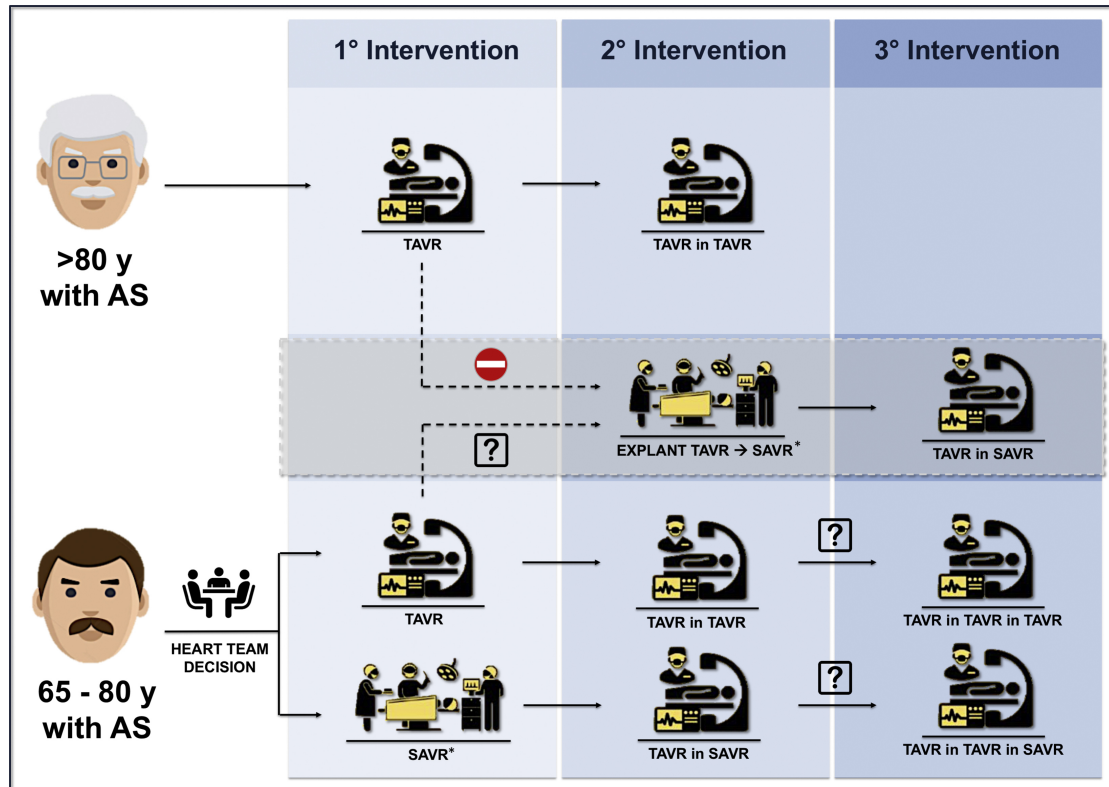 1° Intervention
2° Intervention
3° Intervention
>80 y
with AS
TAVR
TAVR in TAVR
EXPLANT TAVR → SAVR*
TAVR in SAVR
?
65 - 80 y
with AS
HEART TEAM
DECISION
TAVR
TAVR in TAVR
?
TAVR in TAVR in TAVR
SAVR*
TAVR in SAVR
?
TAVR in TAVR in SAVR